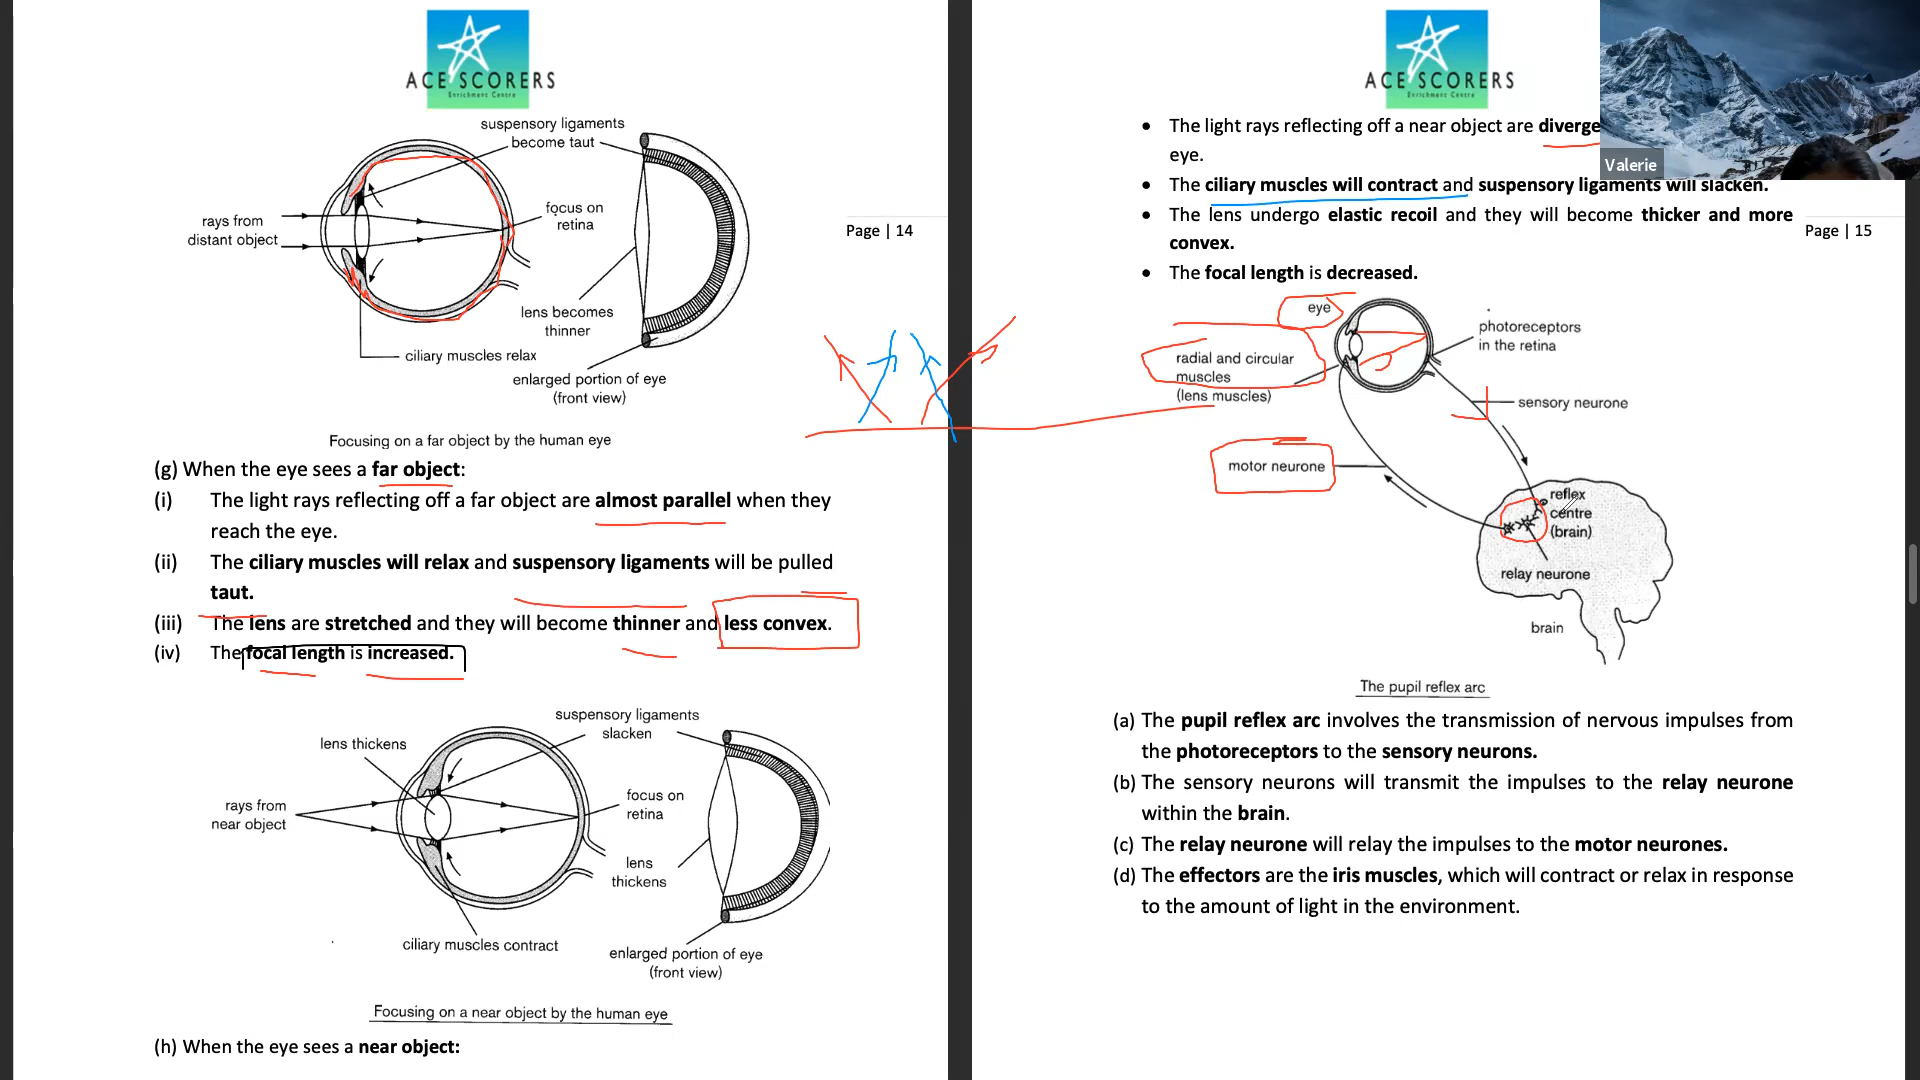 ACE SCORERS
Enrichment Centre
suspensory ligaments
become taut
rays from
distant object
focus on
retina
lens becomes
thinner
ciliary muscles relax
enlarged portion of eye
(front view)
Page | 14
Focusing on a far object by the human eye
(g) When the eye sees a far object:
(i) The light rays reflecting off a far object are almost parallel when they
reach the eye.
(ii) The ciliary muscles will relax and suspensory ligaments will be pulled
taut.
(iii) The lens are stretched and they will become thinner and less convex.
(iv) The focal length is increased.
suspensory ligaments
slacken
lens thickens
rays from
near object
focus on
retina
lens
thickens
ciliary muscles contract
enlarged portion of eye
(front view)
Focusing on a near object by the human eye
(h) When the eye sees a near object:
ACE SCORERS
Enrichment Centre
Valerie
• The light rays reflecting off a near object are diverge
eye.
• The ciliary muscles will contract and suspensory ligaments will slacken.
• The lens undergo elastic recoil and they will become thicker and more
convex.
• The focal length is decreased.
Page | 15
eye
photoreceptors
in the retina
radial and circular
muscles
(lens muscles)
sensory neurone
motor neurone
reflex
centre
(brain)
relay neurone
brain
The pupil reflex arc
(a) The pupil reflex arc involves the transmission of nervous impulses from
the photoreceptors to the sensory neurons.
(b) The sensory neurons will transmit the impulses to the relay neurone
within the brain.
(c) The relay neurone will relay the impulses to the motor neurones.
(d) The effectors are the iris muscles, which will contract or relax in response
to the amount of light in the environment.